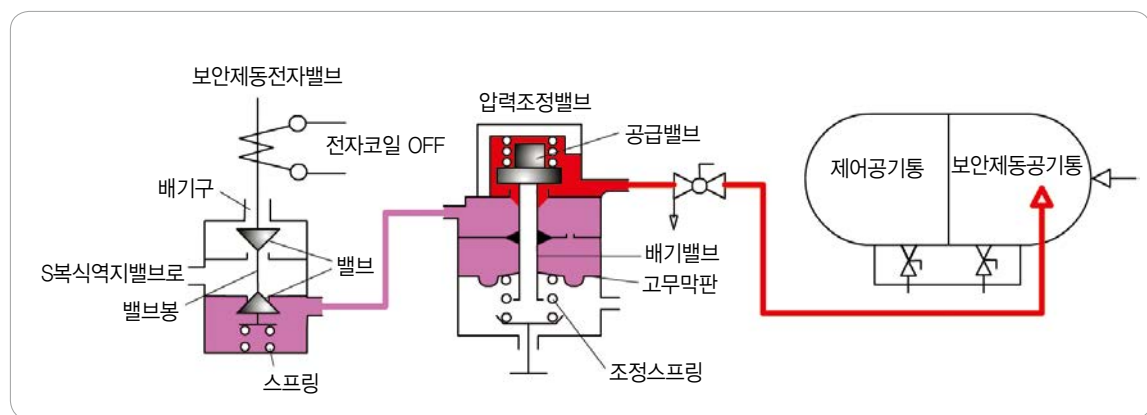 보안제동전자밸브
전자코일 OFF
배기구
S복식역지밸브로
밸브봉
밸브
스프링
압력조정밸브
공급밸브
배기밸브
고무막판
조정스프링
제어공기통
보안제동공기통